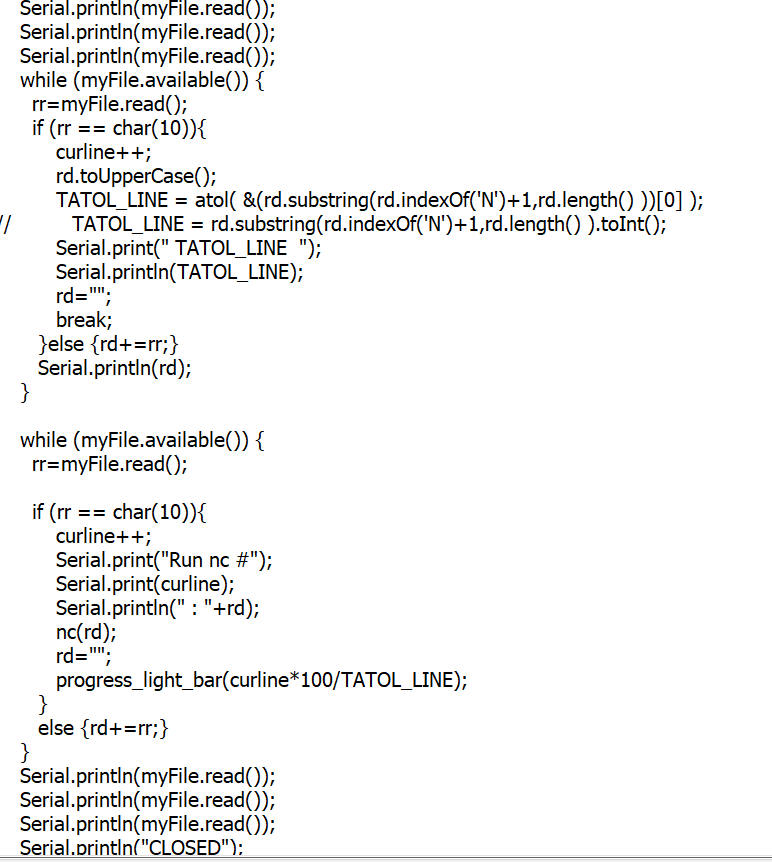 Serial.println(myFile.read());
Serial.println(myFile.read());
Serial.println(myFile.read());
while (myFile.available()) {
rr=myFile.read();
if (rr == char(10)){
curline++;
rd.toUpperCase();
TATOL_LINE = atol( &(rd.substring(rd.indexOf('N')+1,rd.length() ))[0] );
// TATOL_LINE = rd.substring(rd.indexOf('N')+1,rd.length() ).toInt();
Serial.print(" TATOL_LINE  ");
Serial.println(TATOL_LINE);
rd="";
break;
}else {rd+=rr;}
Serial.println(rd);
}
while (myFile.available()) {
rr=myFile.read();
if (rr == char(10)){
curline++;
Serial.print("Run nc #");
Serial.print(curline);
Serial.println(" : "+rd);
nc(rd);
rd="";
progress_light_bar(curline*100/TATOL_LINE);
}
else {rd+=rr;}
}
Serial.println(myFile.read());
Serial.println(myFile.read());
Serial.println(myFile.read());
Serial.println("CLOSED");